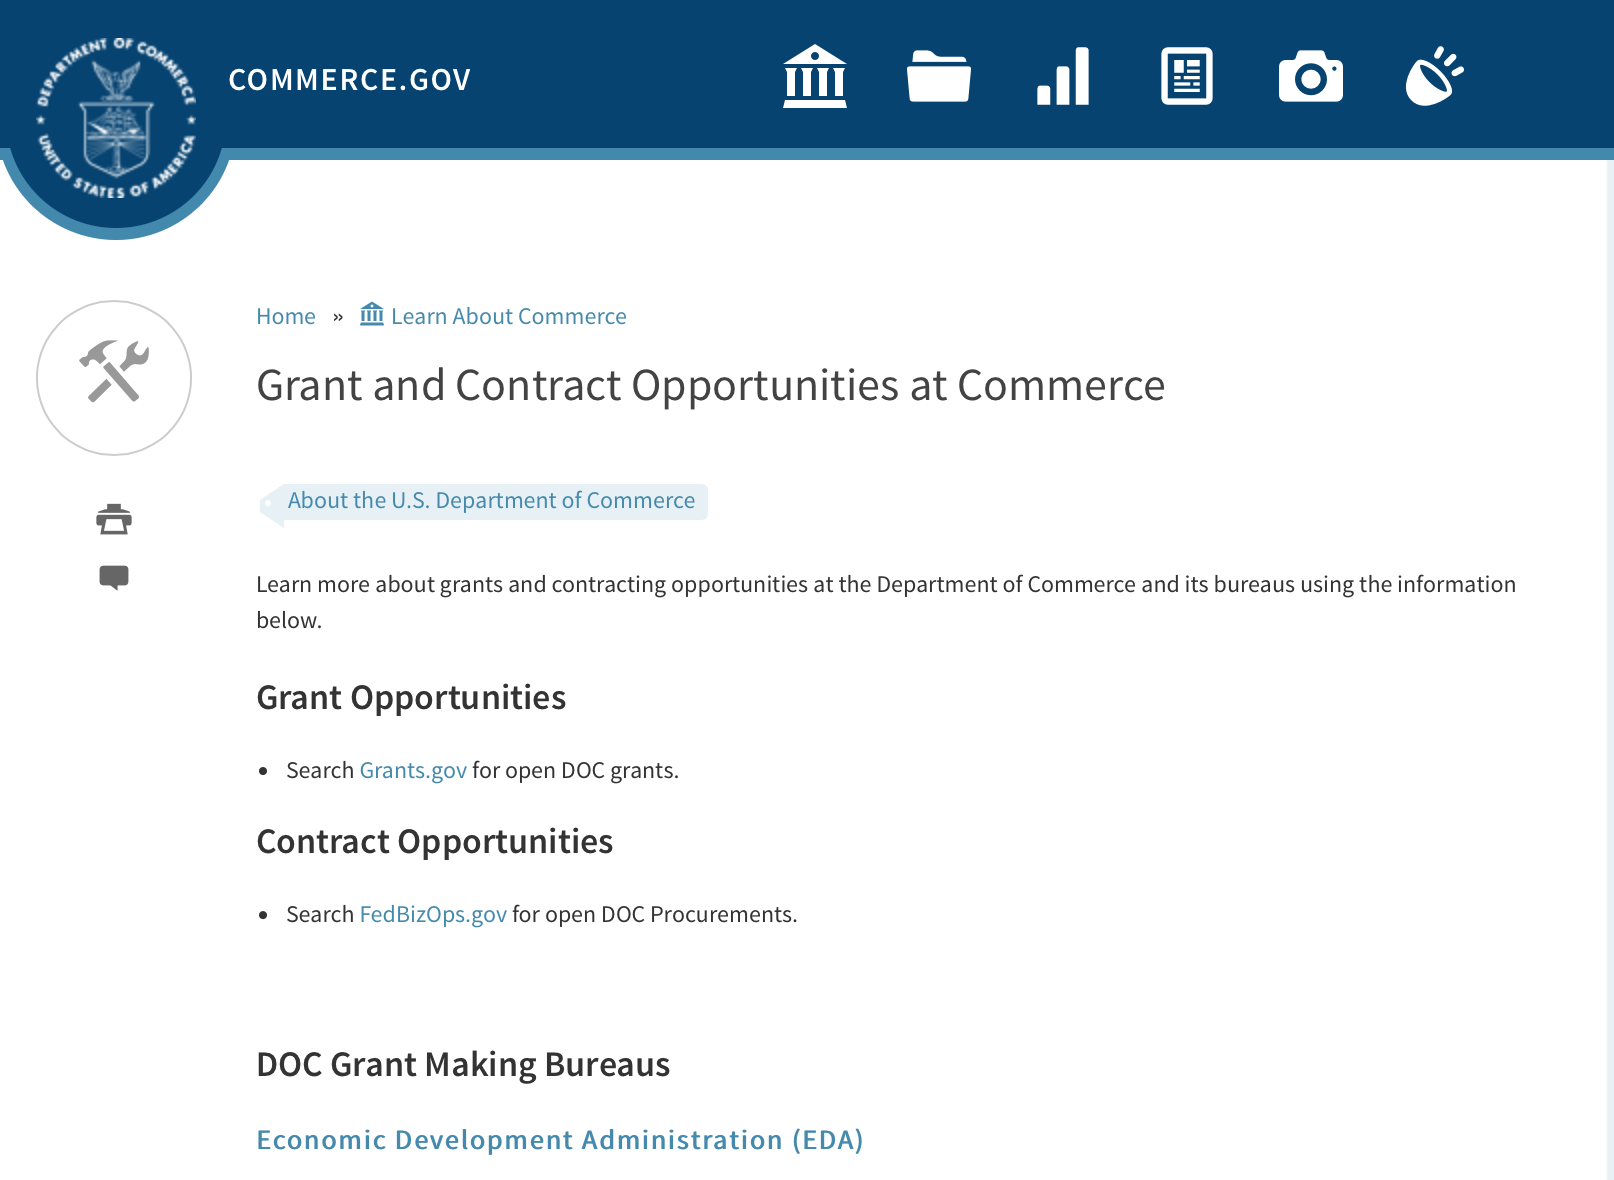 DEPARTMENT OF COMMERCE
UNITED STATES OF AMERICA
COMMERCE.GOV
Home » Learn About Commerce
Grant and Contract Opportunities at Commerce
About the U.S. Department of Commerce
Learn more about grants and contracting opportunities at the Department of Commerce and its bureaus using the information
below.
Grant Opportunities
• Search Grants.gov for open DOC grants.
Contract Opportunities
• Search FedBizOps.gov for open DOC Procurements.
DOC Grant Making Bureaus
Economic Development Administration (EDA)